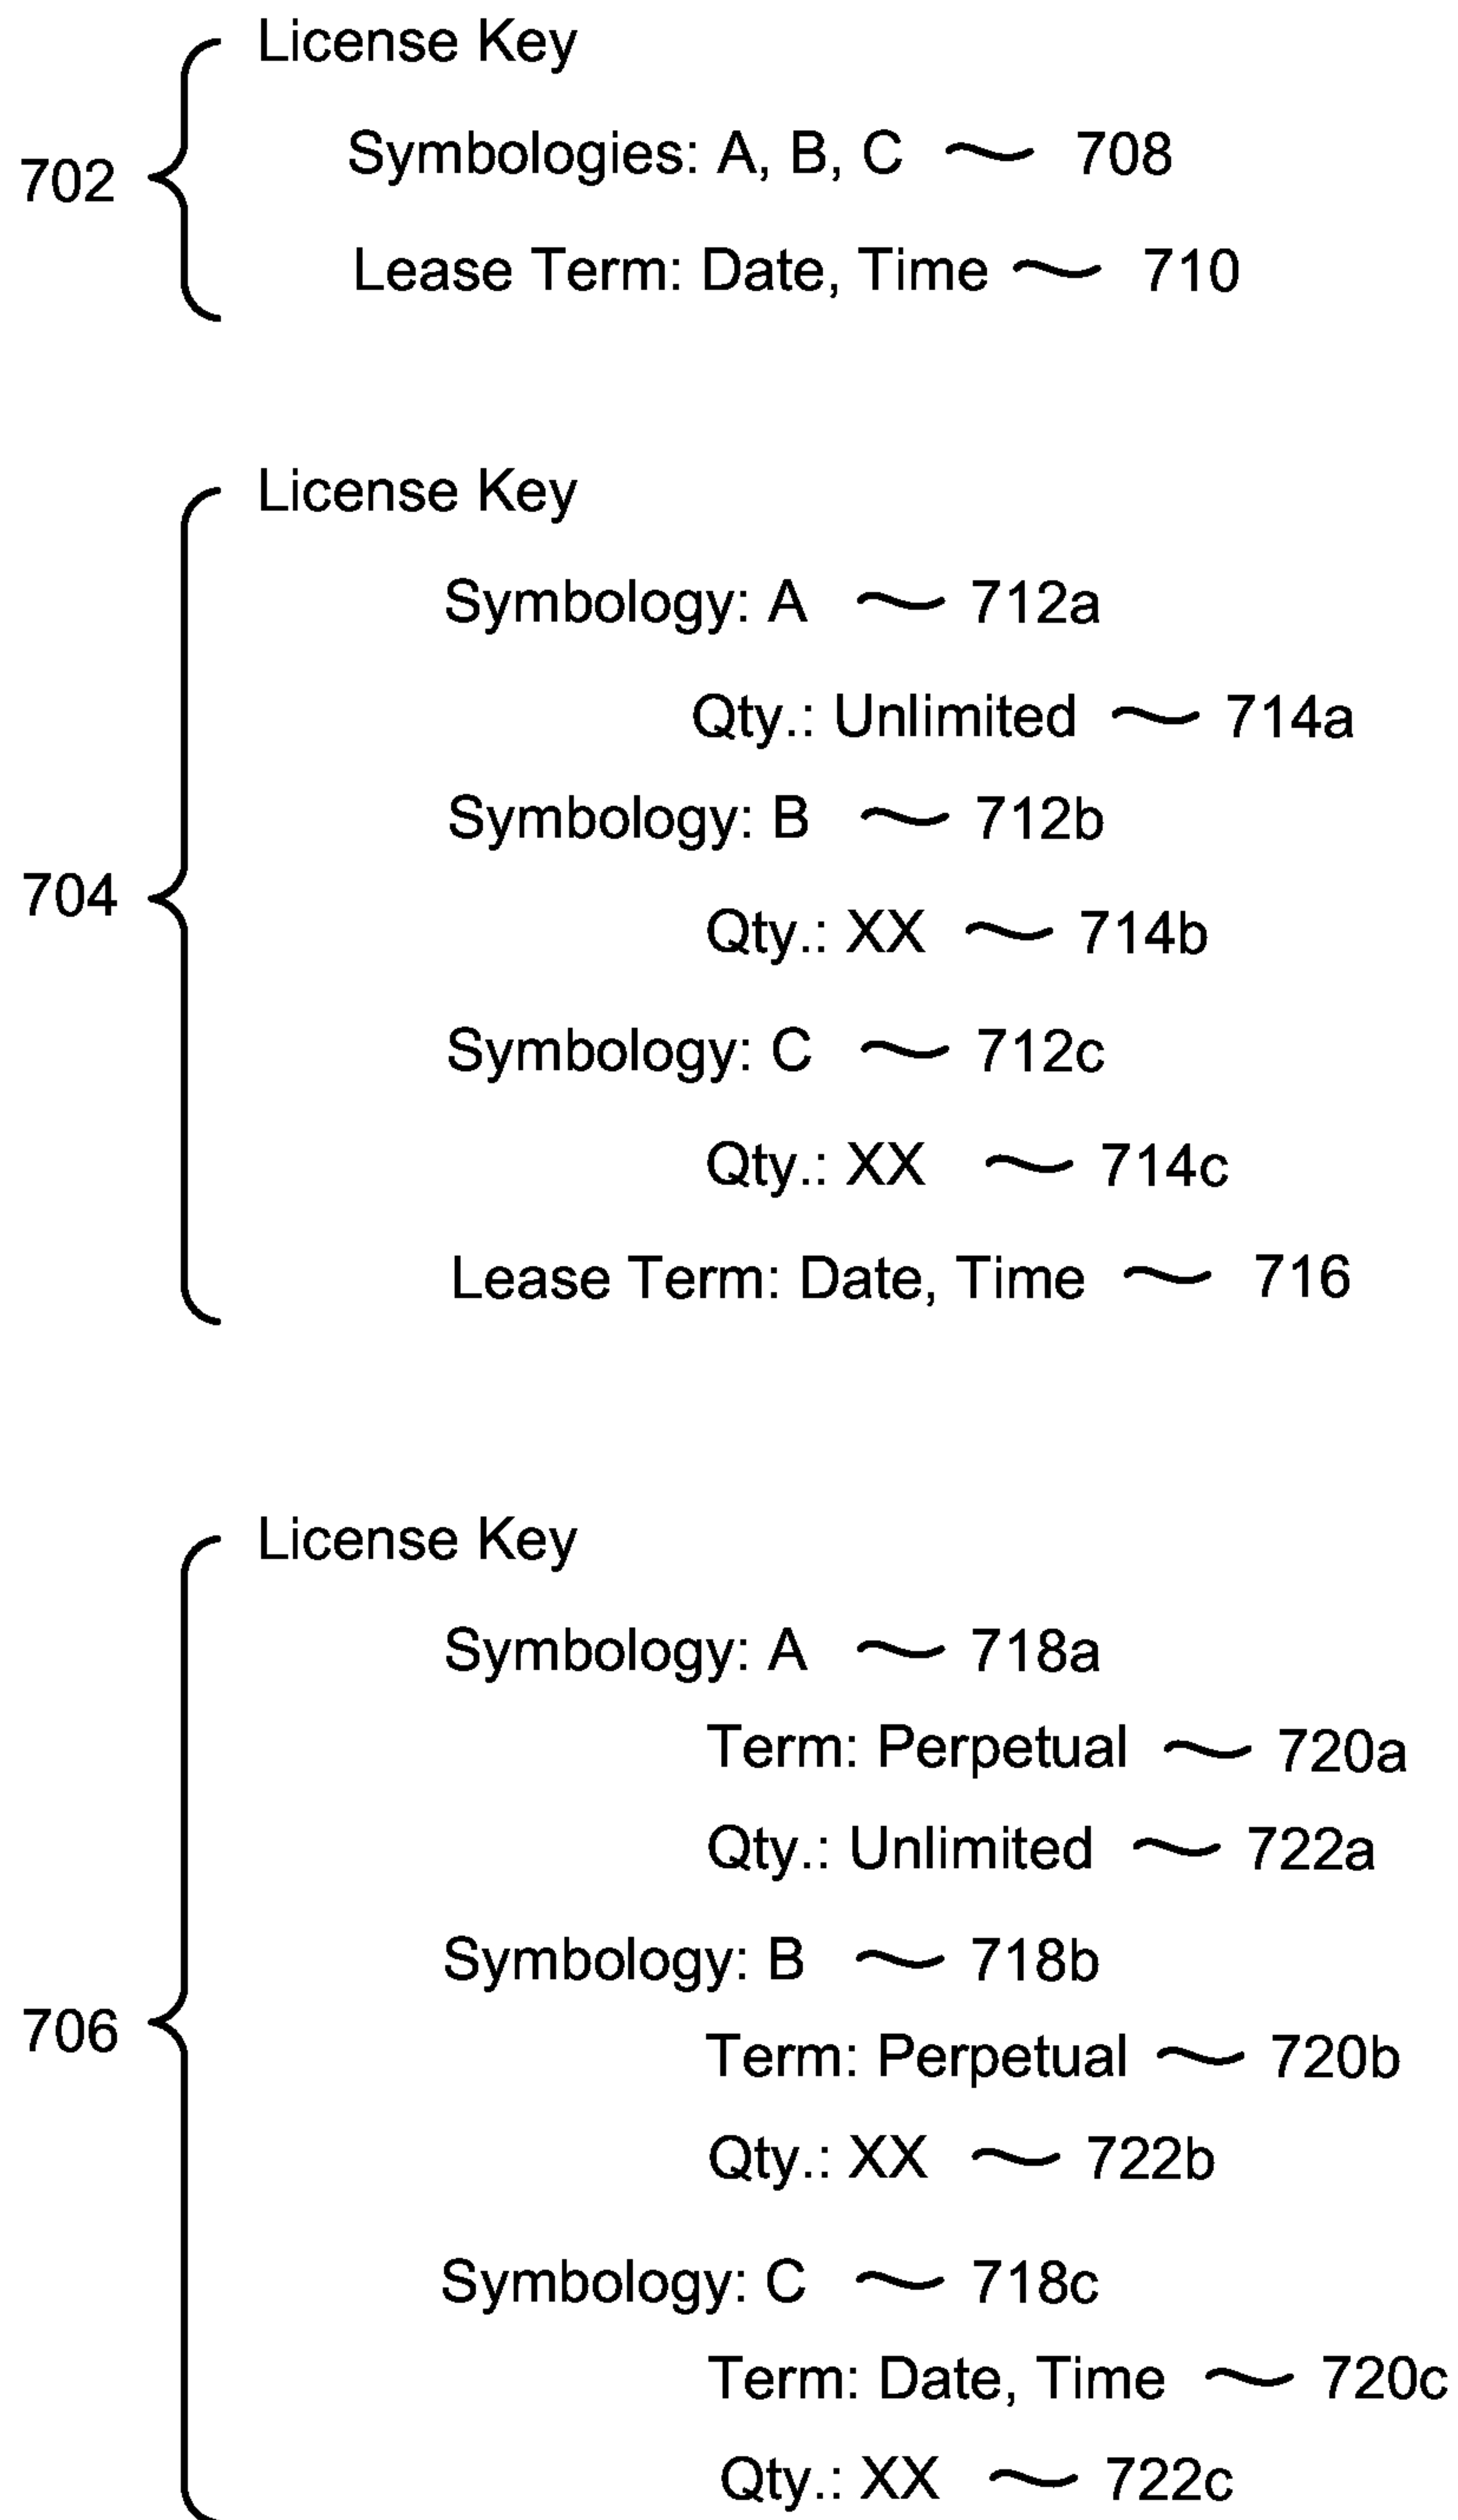 License Key
Symbologies: A, B, C 708
702
Lease Term: Date, Time 710
License Key
Symbology: A 712a
Qty.: Unlimited 714a
Symbology: B 712b
704
Qty.: XX 714b
Symbology: C 712c
Qty.: XX 714c
Lease Term: Date, Time 716
License Key
Symbology: A 718a
Term: Perpetual 720a
Qty.: Unlimited 722a
Symbology: B 718b
706
Term: Perpetual 720b
Qty.: XX 722b
Symbology: C 718c
Term: Date, Time 720c
Qty.: XX 722c